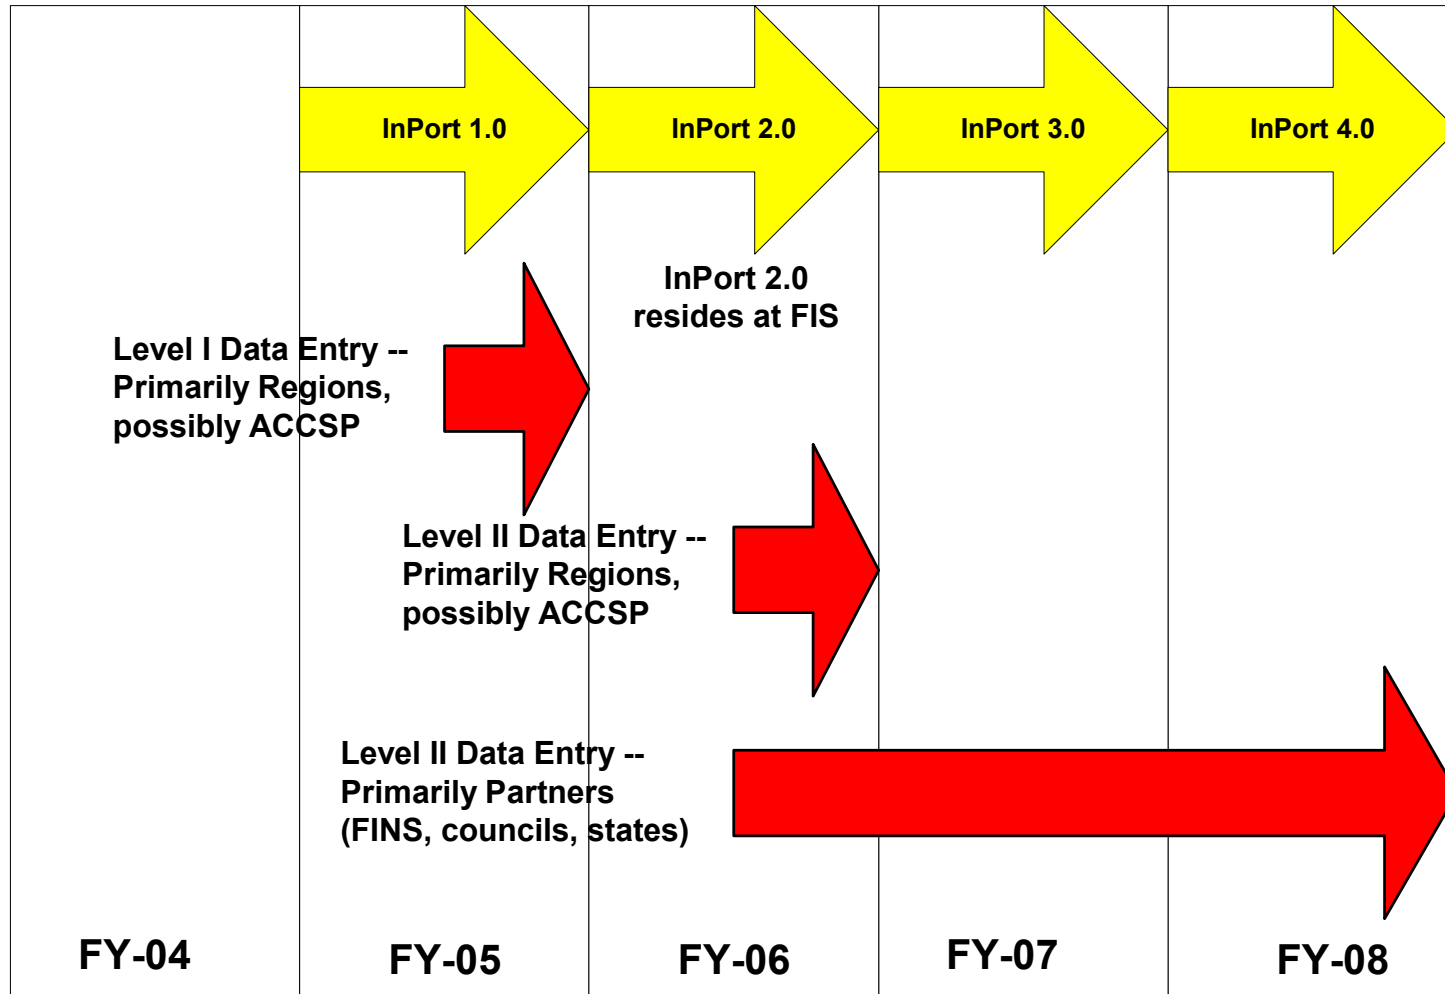 InPort 1.0
InPort 2.0
InPort 3.0
InPort 4.0
InPort 2.0
resides at FIS
Level I Data Entry --
Primarily Regions,
possibly ACCSP
Level II Data Entry --
Primarily Regions,
possibly ACCSP
Level II Data Entry --
Primarily Partners
(FINS, councils, states)
FY-04
FY-05
FY-06
FY-07
FY-08